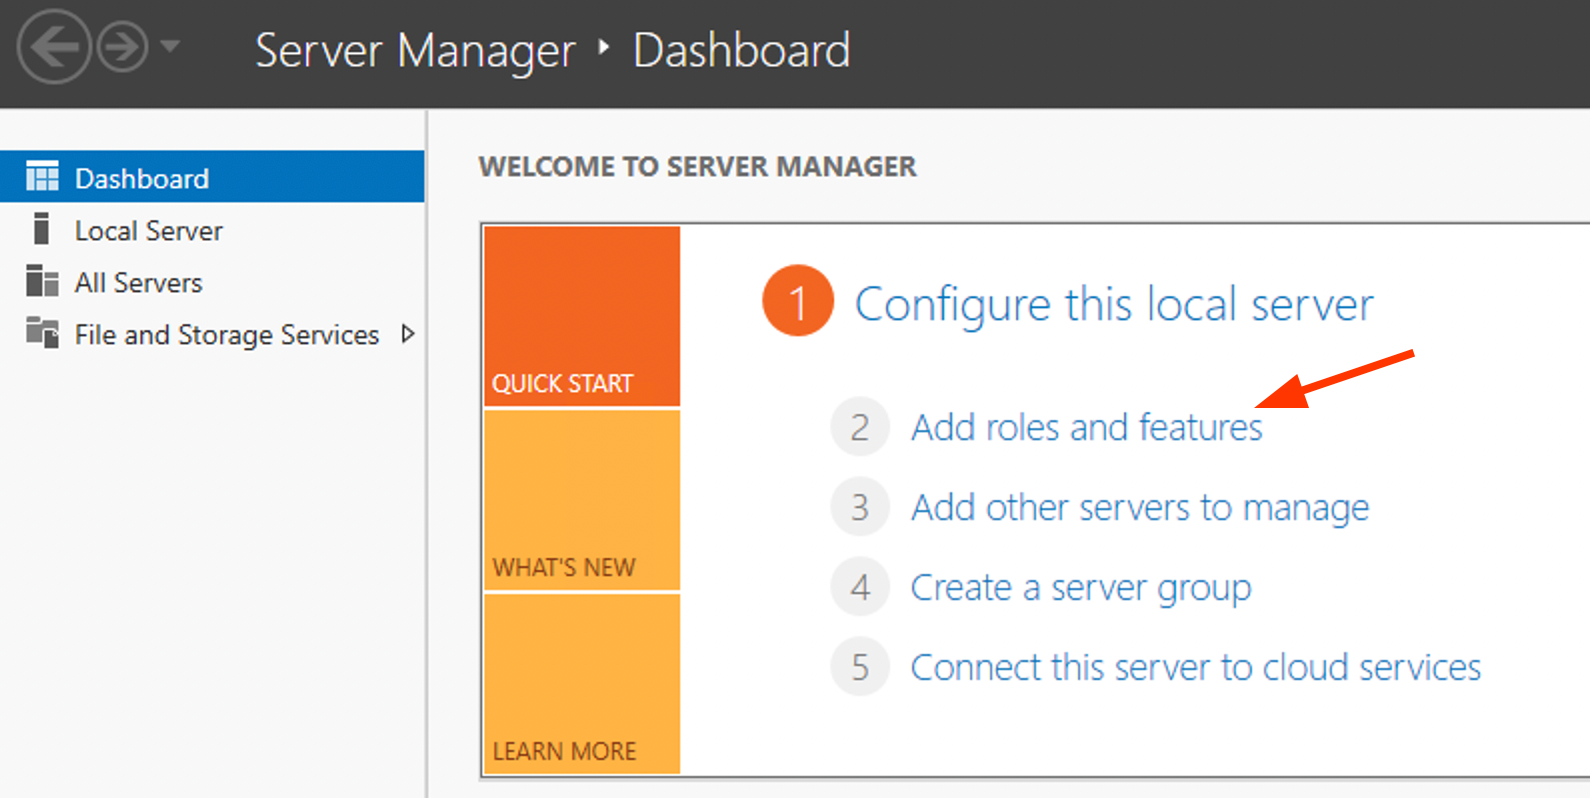 Server Manager ‣ Dashboard
Dashboard
Local Server
All Servers
File and Storage Services
WELCOME TO SERVER MANAGER
QUICK START
WHAT'S NEW
LEARN MORE
1 Configure this local server
2 Add roles and features
3 Add other servers to manage
4 Create a server group
5 Connect this server to cloud services